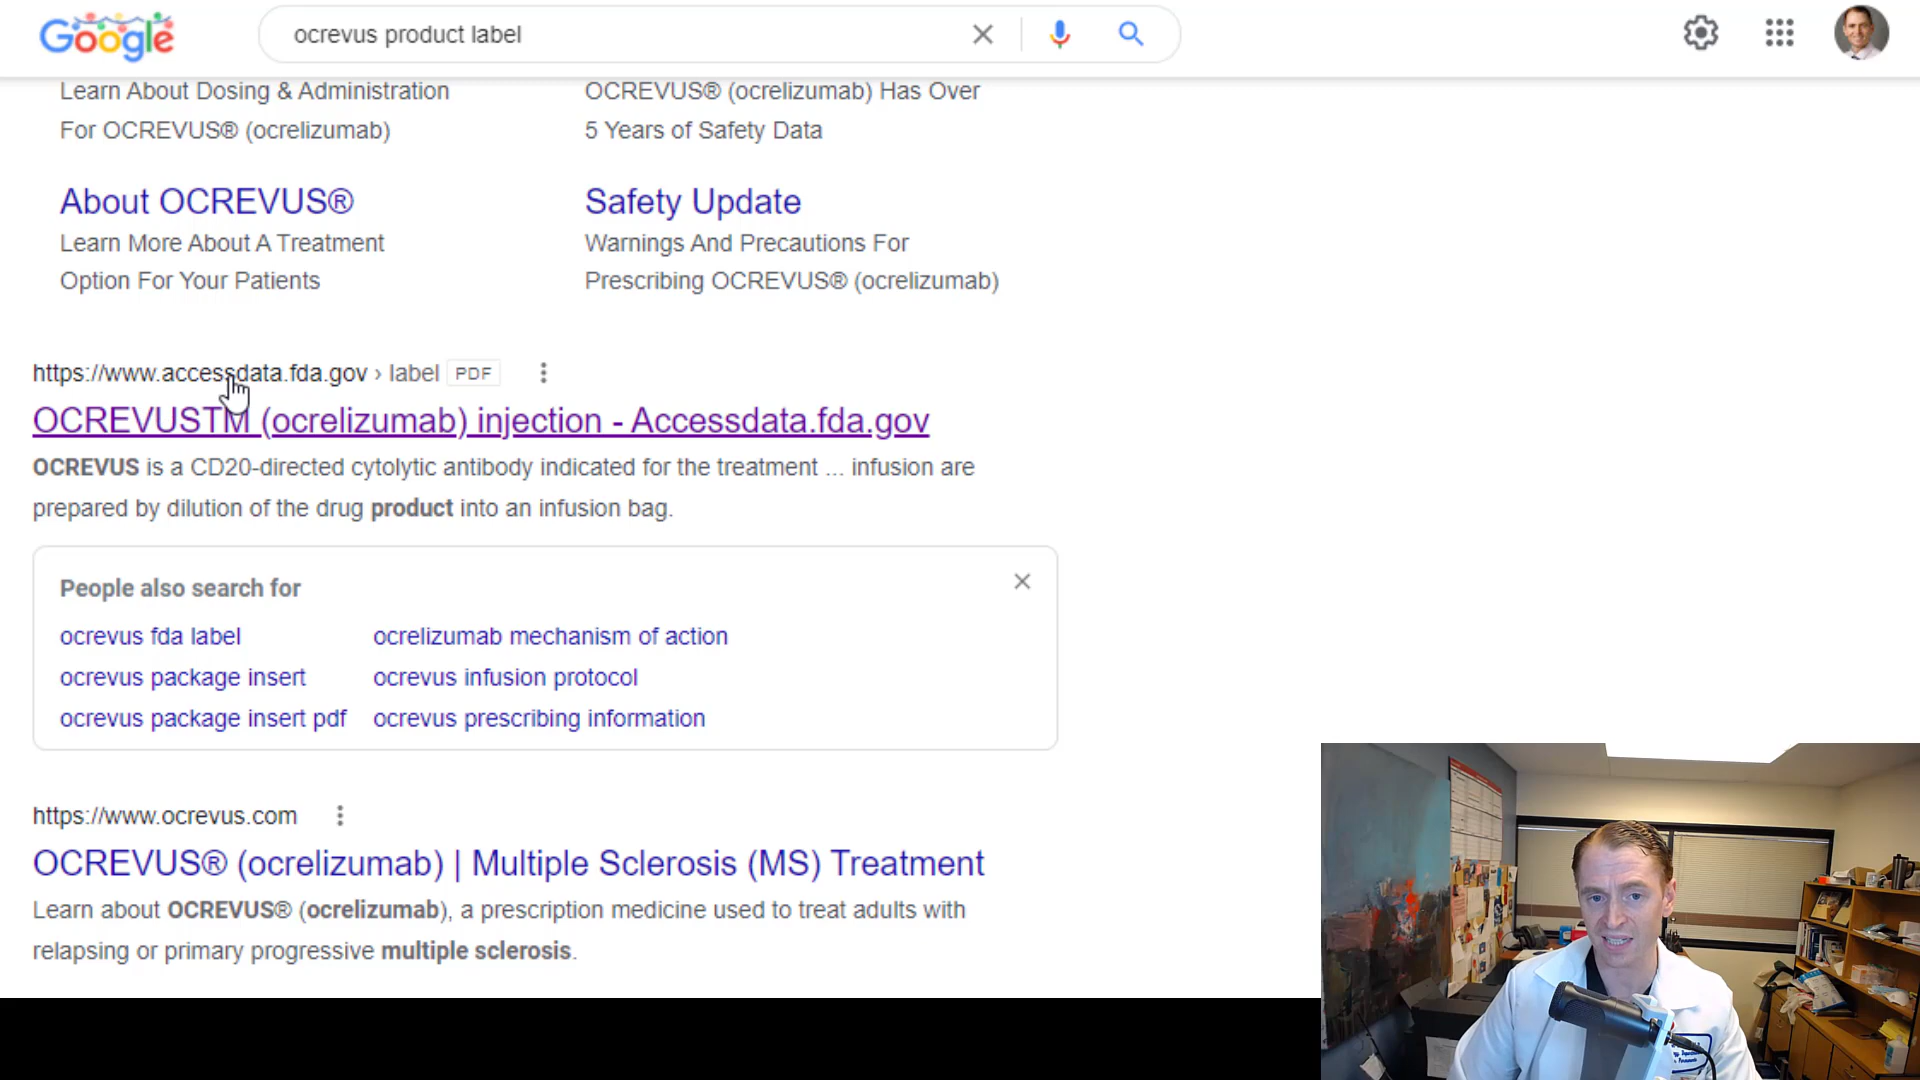 Google
ocrevus product label
Learn About Dosing & Administration
For OCREVUS® (ocrelizumab)
OCREVUS® (ocrelizumab) Has Over
5 Years of Safety Data
About OCREVUS®
Learn More About A Treatment
Option For Your Patients
Safety Update
Warnings And Precautions For
Prescribing OCREVUS® (ocrelizumab)
https://www.accessdata.fda.gov › label PDF
OCREVUSTM (ocrelizumab) injection - Accessdata.fda.gov
OCREVUS is a CD20-directed cytolytic antibody indicated for the treatment ... infusion are
prepared by dilution of the drug product into an infusion bag.
People also search for
ocrevus fda label
ocrelizumab mechanism of action
ocrevus package insert
ocrevus infusion protocol
ocrevus package insert pdf
ocrevus prescribing information
https://www.ocrevus.com
OCREVUS® (ocrelizumab) | Multiple Sclerosis (MS) Treatment
Learn about OCREVUS® (ocrelizumab), a prescription medicine used to treat adults with
relapsing or primary progressive multiple sclerosis.